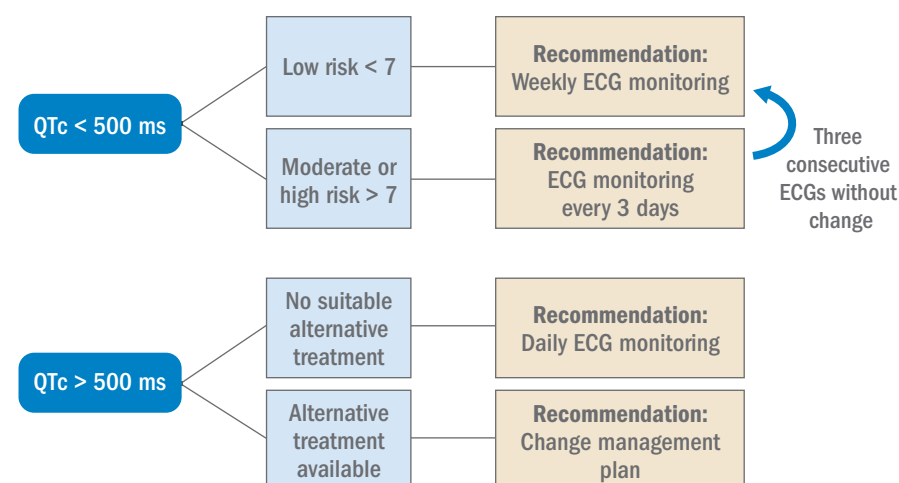 QTc < 500 ms
Low risk < 7
Recommendation:
Weekly ECG monitoring
Moderate or
high risk > 7
Recommendation:
ECG monitoring
every 3 days
Three
consecutive
ECGs without
change
QTc > 500 ms
No suitable
alternative
treatment
Recommendation:
Daily ECG monitoring
Alternative
treatment
available
Recommendation:
Change management
plan